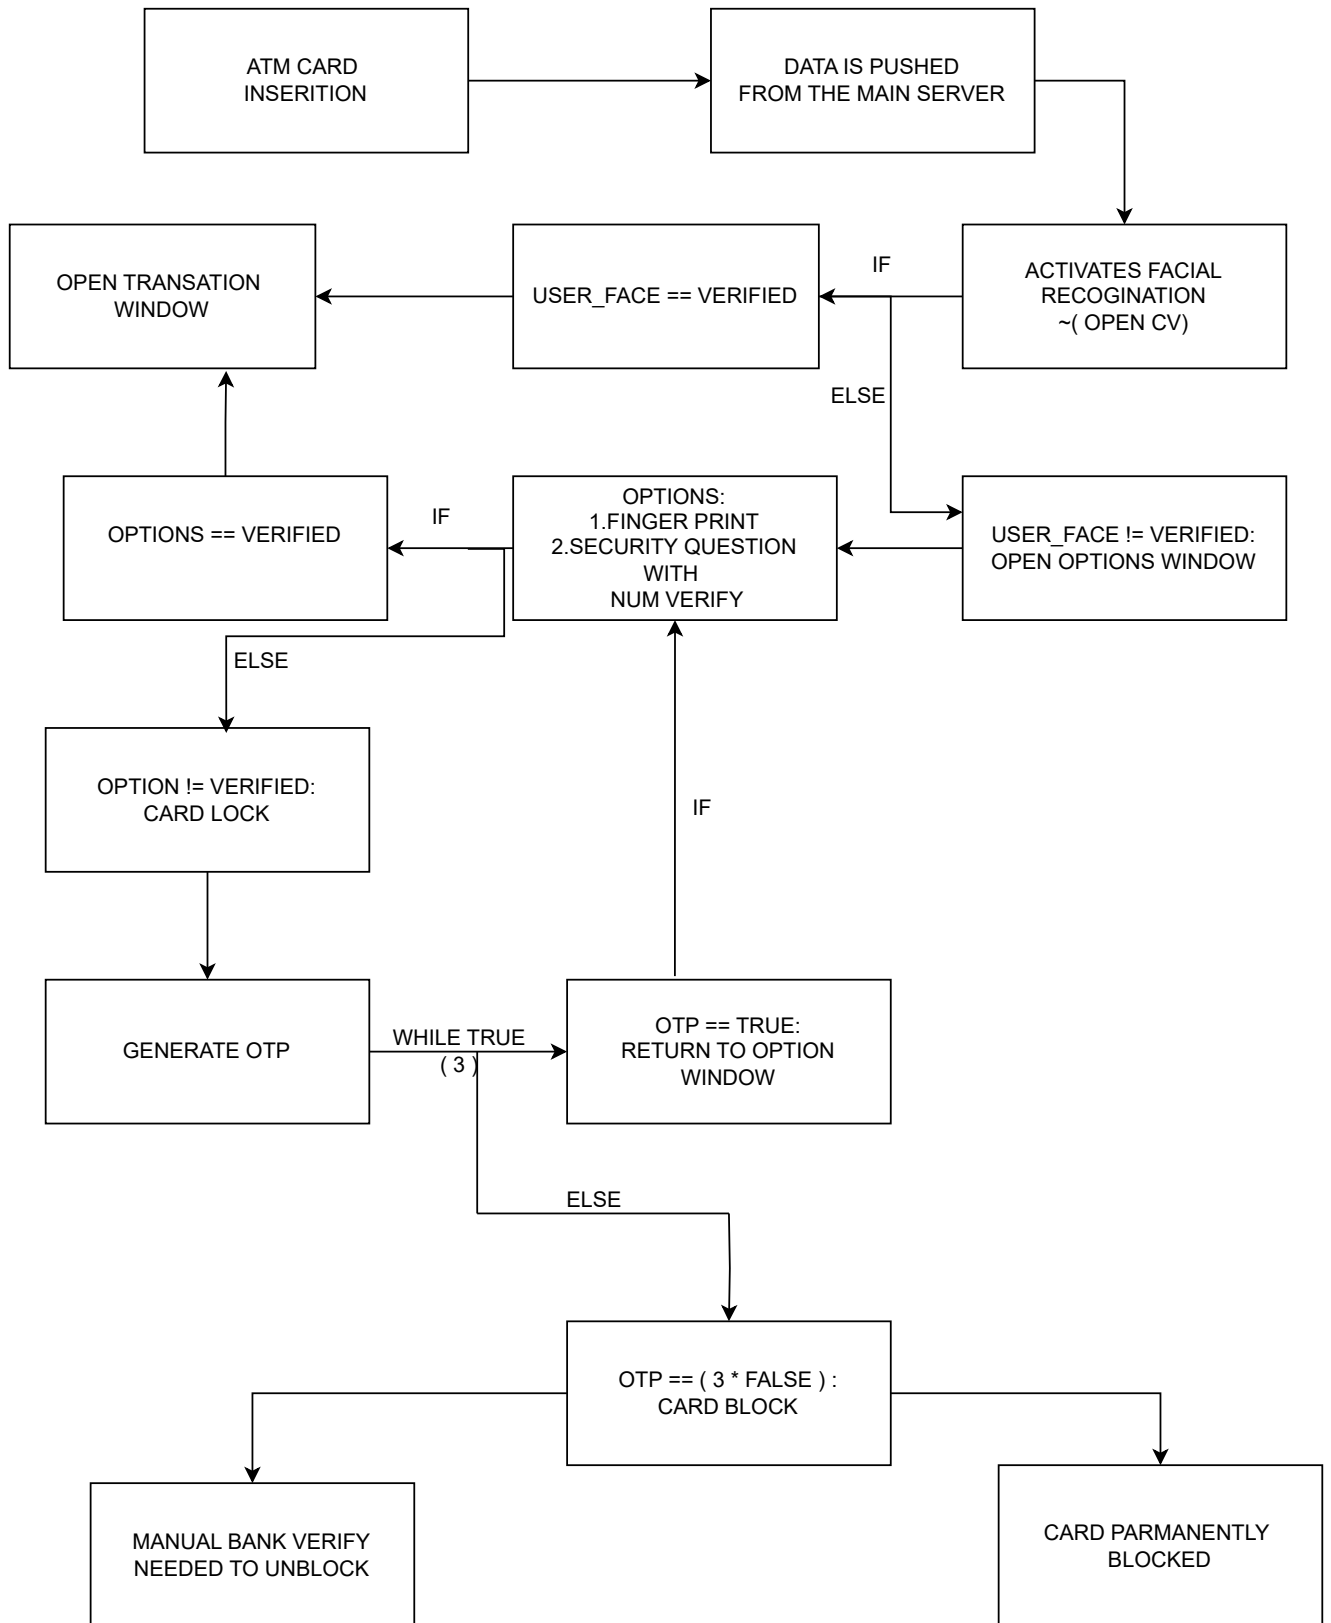 ATM CARD
INSERITION
DATA IS PUSHED
FROM THE MAIN SERVER
OPEN TRANSATION
WINDOW
USER_FACE == VERIFIED
IF
ACTIVATES FACIAL
RECOGINATION
~( OPEN CV)
ELSE
OPTIONS == VERIFIED
IF
OPTIONS:
1.FINGER PRINT
2.SECURITY QUESTION
WITH
NUM VERIFY
USER_FACE != VERIFIED:
OPEN OPTIONS WINDOW
ELSE
OPTION != VERIFIED:
CARD LOCK
IF
GENERATE OTP
WHILE TRUE
( 3 )
OTP == TRUE:
RETURN TO OPTION
WINDOW
ELSE
OTP == ( 3 * FALSE ) :
CARD BLOCK
MANUAL BANK VERIFY
NEEDED TO UNBLOCK
CARD PARMANENTLY
BLOCKED